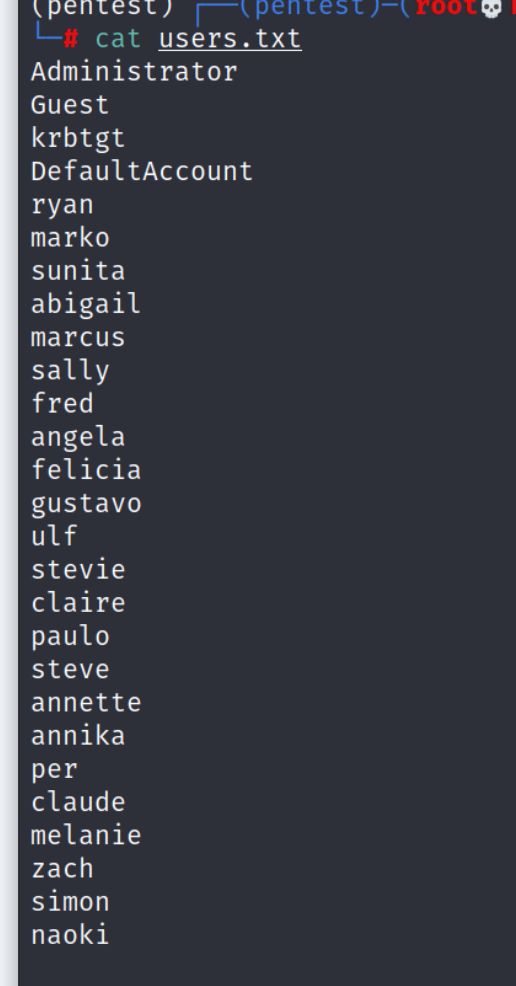 (pentest) ┌──(pentest)─(root💀
└─# cat users.txt
Administrator
Guest
krbtgt
DefaultAccount
ryan
marko
sunita
abigail
marcus
sally
fred
angela
felicia
gustavo
ulf
stevie
claire
paulo
steve
annette
annika
per
claude
melanie
zach
simon
naoki